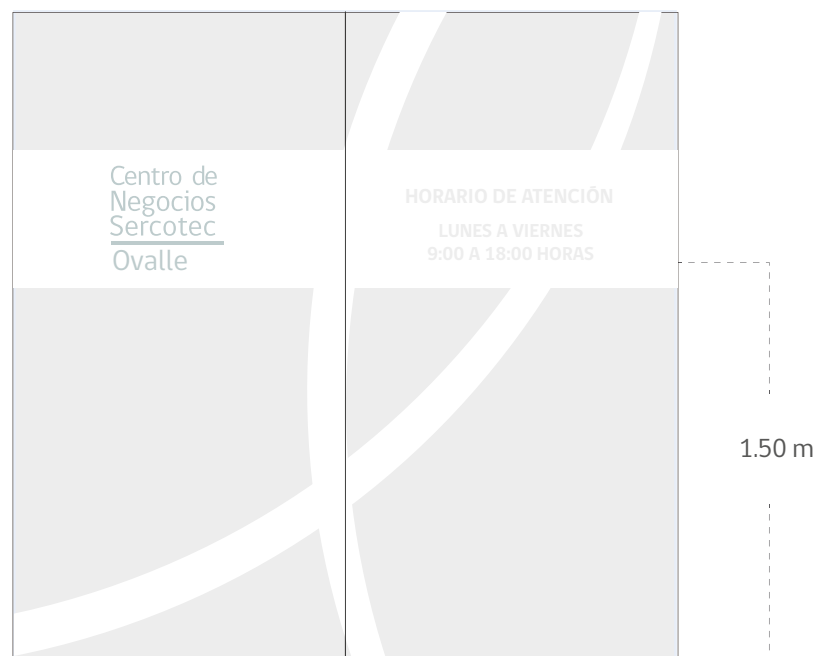 Centro de
Negocios
Sercotec
Ovalle
HORARIO DE ATENCIÓN
LUNES A VIERNES
9:00 A 18:00 HORAS
1.50 m